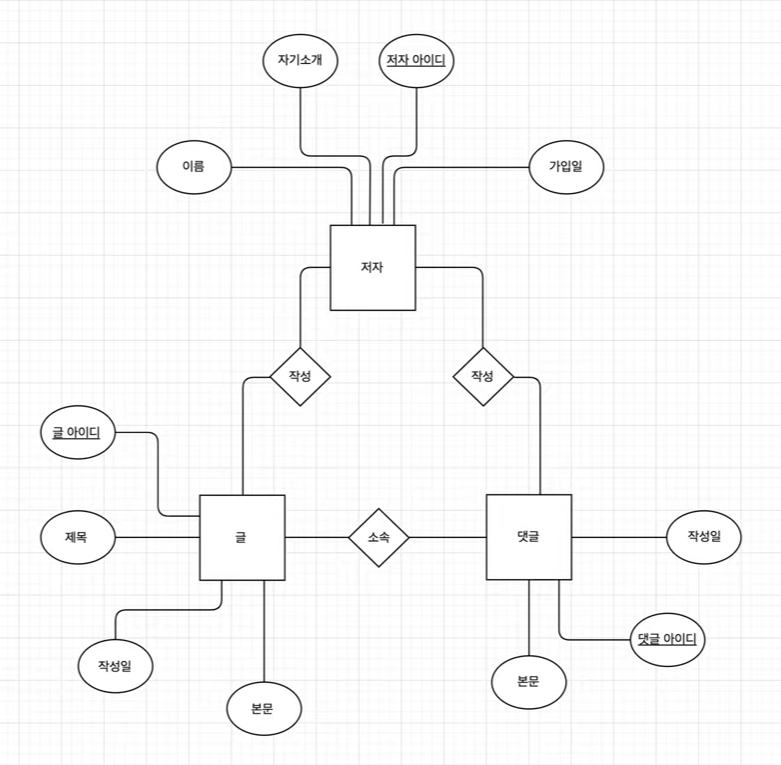 자기소개
저자 아이디
이름
가입일
저자
작성
작성
글 아이디
제목
글
소속
댓글
작성일
댓글 아이디
작성일
본문
본문